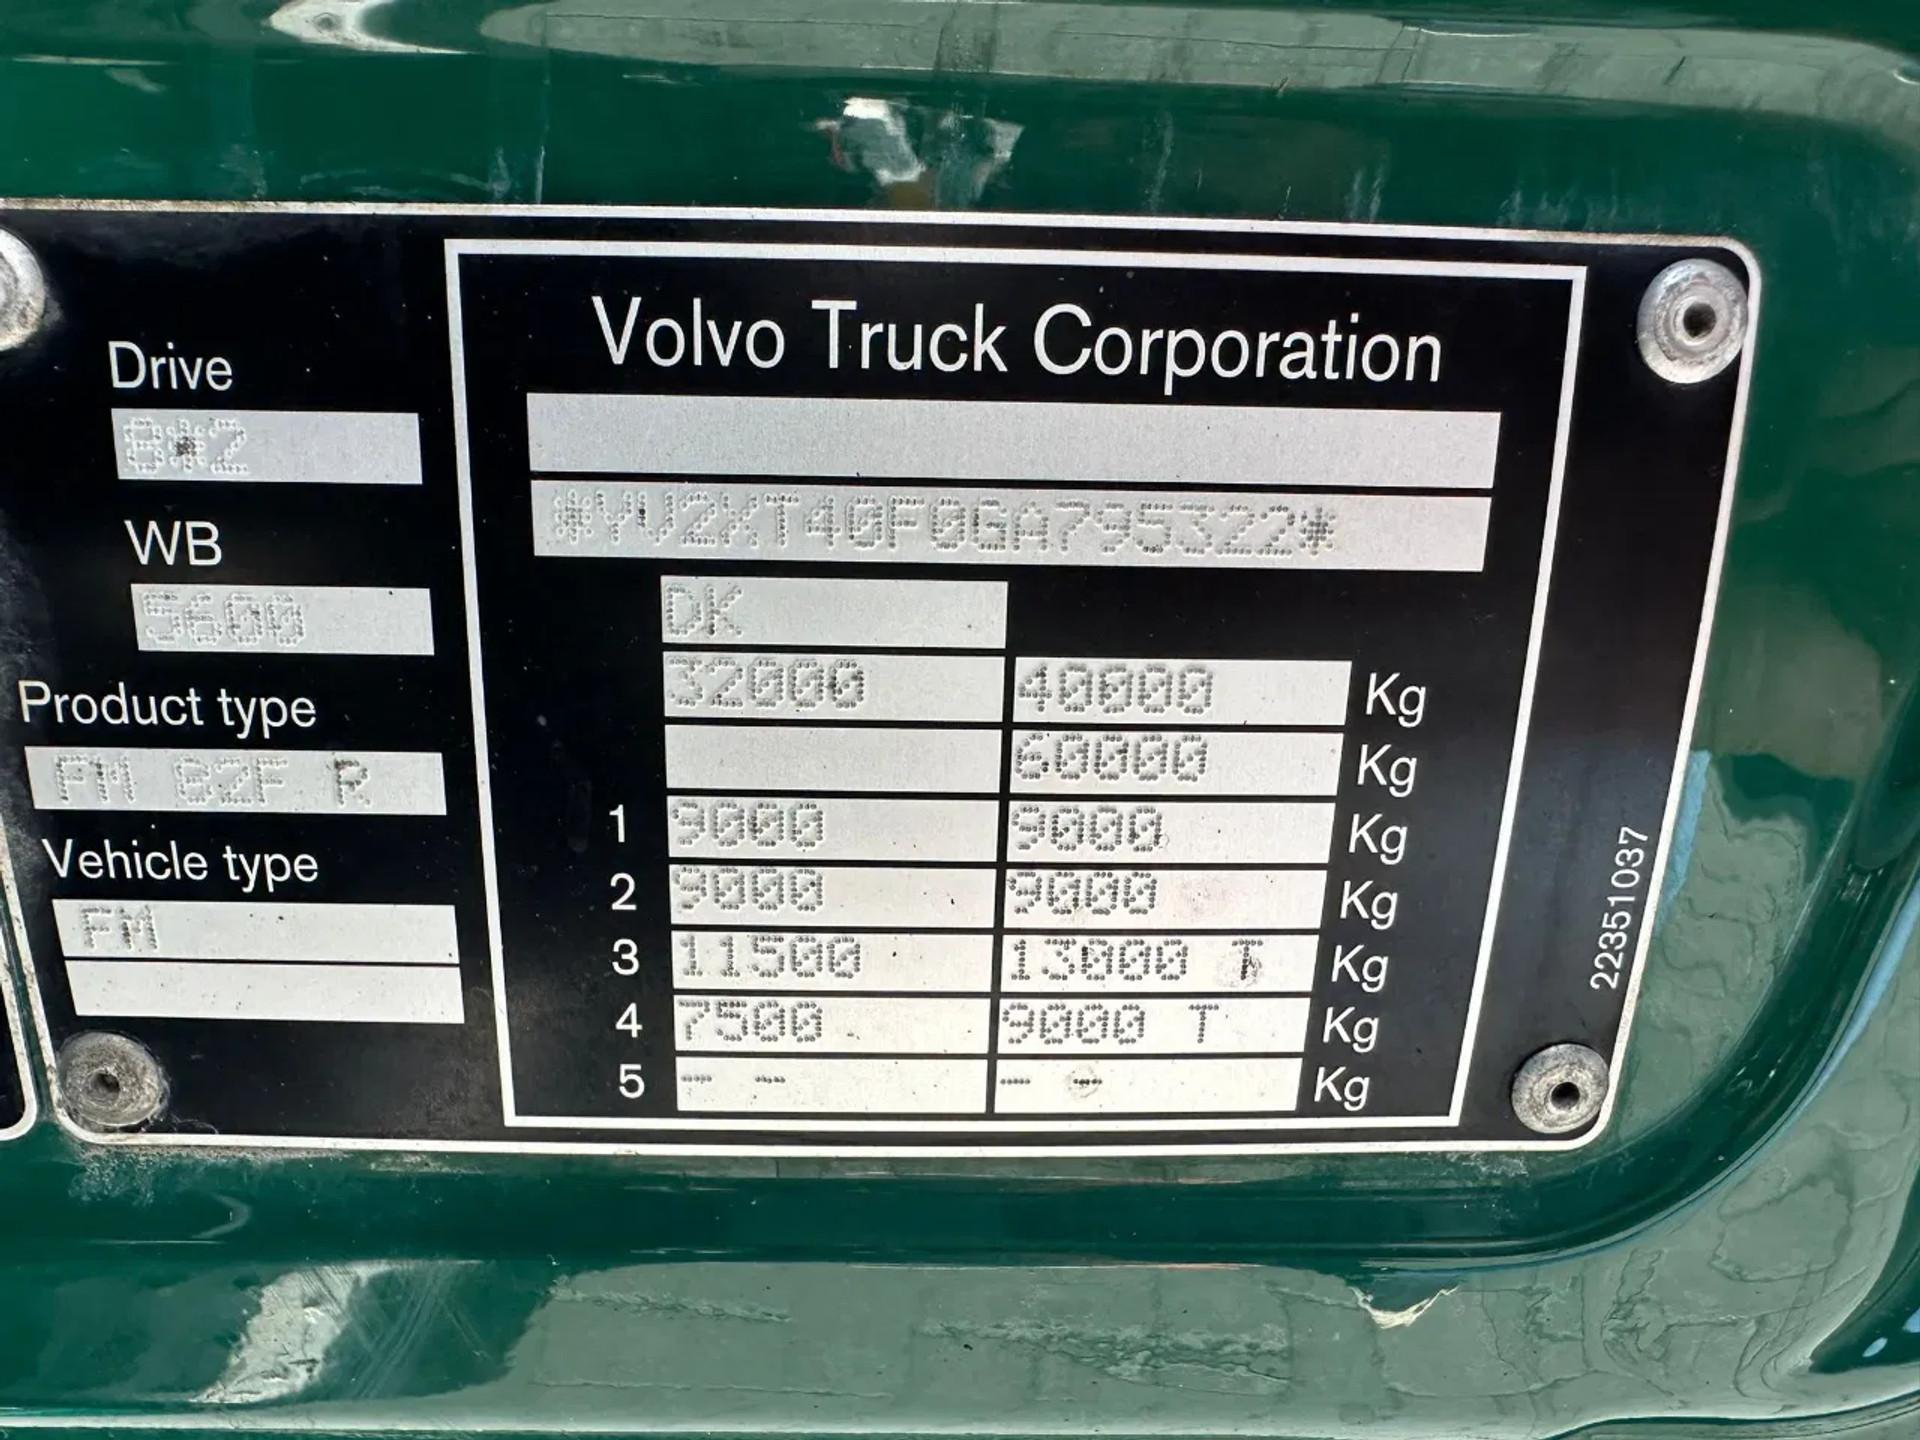 Drive
8*2
WB
5600
Product type
FM 82F R
Vehicle type
FM
Volvo Truck Corporation
*YV2XT40F0GA795322*
DK
32000 40000 Kg
60000 Kg
1 9000 9000 Kg
2 9000 9000 Kg
3 11500 13000 T Kg
4 7500 9000 T Kg
5 -- -- -- -- Kg
22351037